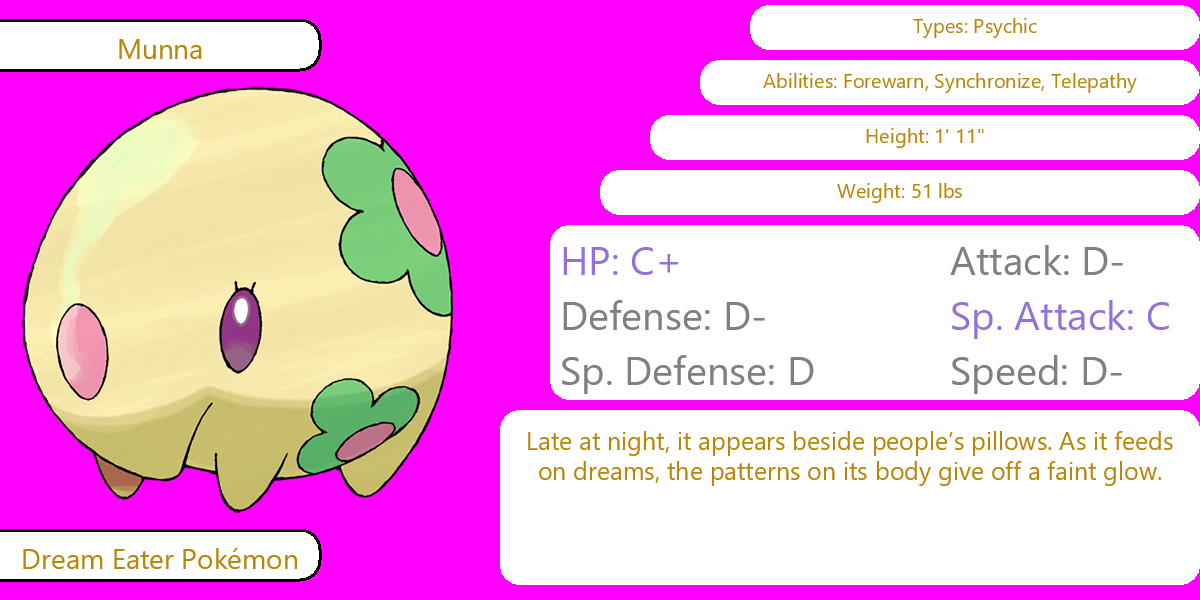 Munna
Types: Psychic
Abilities: Forewarn, Synchronize, Telepathy
Height: 1' 11"
Weight: 51 lbs
HP: C+
Attack: D-
Defense: D-
Sp. Attack: C
Sp. Defense: D
Speed: D-
Late at night, it appears beside people’s pillows. As it feeds
on dreams, the patterns on its body give off a faint glow.
Dream Eater Pokémon